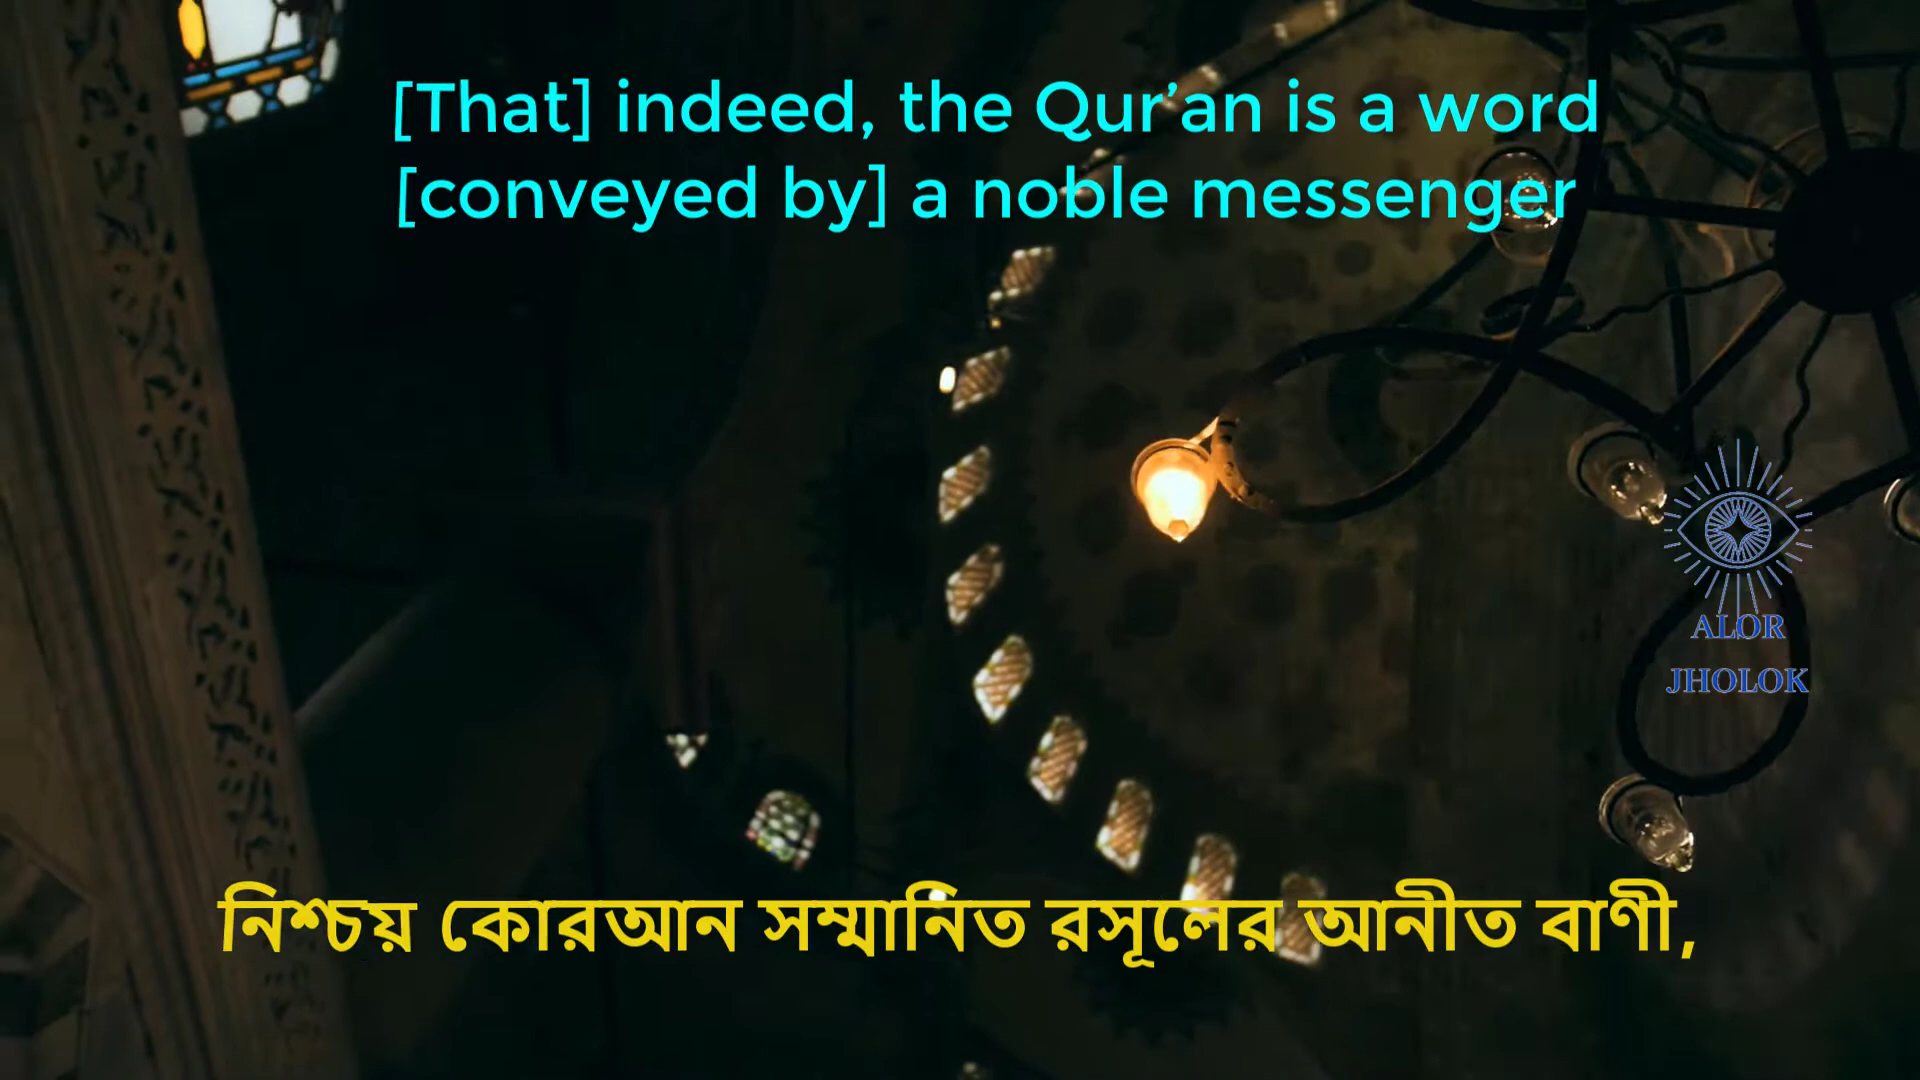 [That] indeed, the Qur’an is a word
[conveyed by] a noble messenger
ALOR
JHOLOK
নিশ্চয় কোরআন সম্মানিত রসূলের আনীত বাণী,